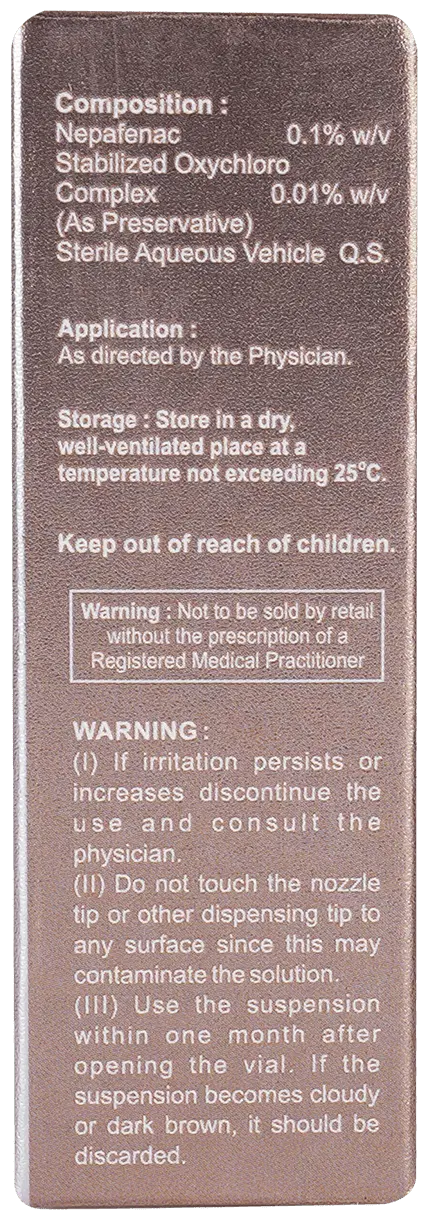 Composition :
Nepafenac 0.1% w/v
Stabilized Oxychloro
Complex 0.01% w/v
(As Preservative)
Sterile Aqueous Vehicle Q.S.
Application :
As directed by the Physician.
Storage : Store in a dry,
well-ventilated place at a
temperature not exceeding 25°C.
Keep out of reach of children.
Warning : Not to be sold by retail
without the prescription of a
Registered Medical Practitioner
WARNING :
(I) If irritation persists or
increases discontinue the
use and consult the
physician.
(II) Do not touch the nozzle
tip or other dispensing tip to
any surface since this may
contaminate the solution.
(III) Use the suspension
within one month after
opening the vial. If the
suspension becomes cloudy
or dark brown, it should be
discarded.